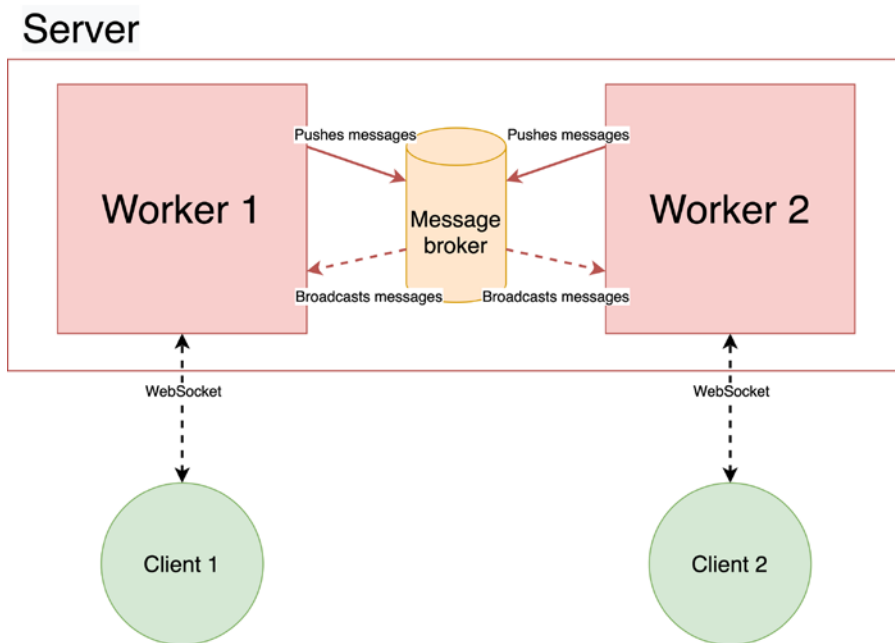 Server
Pushes messages
Pushes messages
Worker 1
Message
broker
Worker 2
Broadcasts messages
Broadcasts messages
WebSocket
WebSocket
Client 1
Client 2